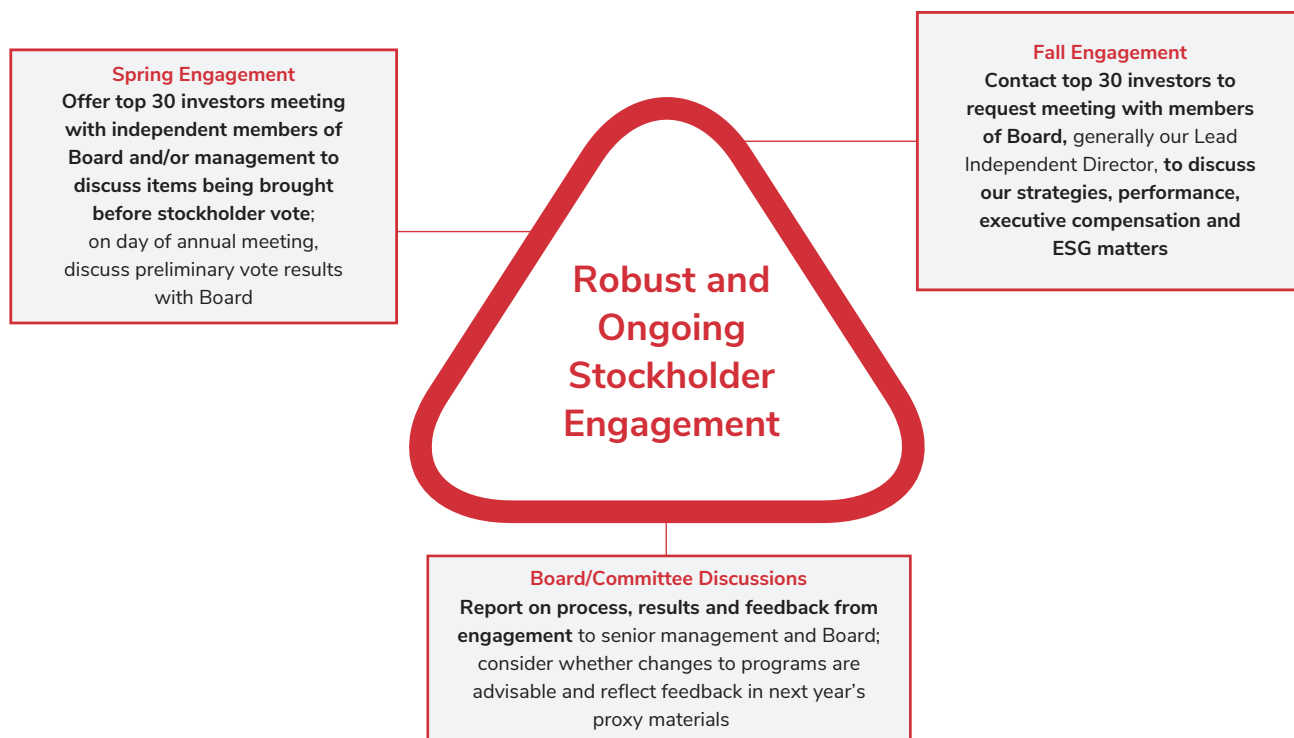 Spring Engagement
Offer top 30 investors meeting
with independent members of
Board and/or management to
discuss items being brought
before stockholder vote;
on day of annual meeting,
discuss preliminary vote results
with Board
Fall Engagement
Contact top 30 investors to
request meeting with members
of Board, generally our Lead
Independent Director, to discuss
our strategies, performance,
executive compensation and
ESG matters
Robust and
Ongoing
Stockholder
Engagement
Board/Committee Discussions
Report on process, results and feedback from
engagement to senior management and Board;
consider whether changes to programs are
advisable and reflect feedback in next year’s
proxy materials